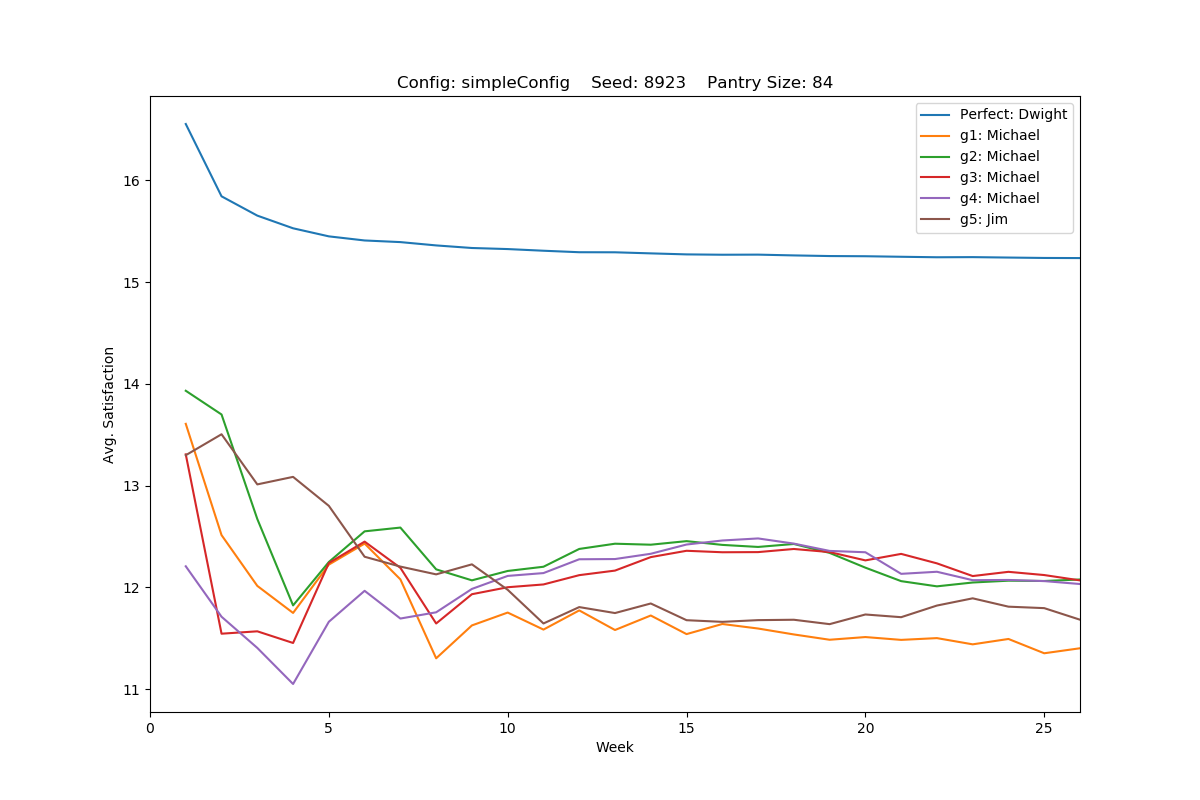 Config: simpleConfig    Seed: 8923    Pantry Size: 84
Perfect: Dwight
g1: Michael
g2: Michael
g3: Michael
g4: Michael
g5: Jim
Avg. Satisfaction
16
15
14
13
12
11
0 5 10 15 20 25
Week